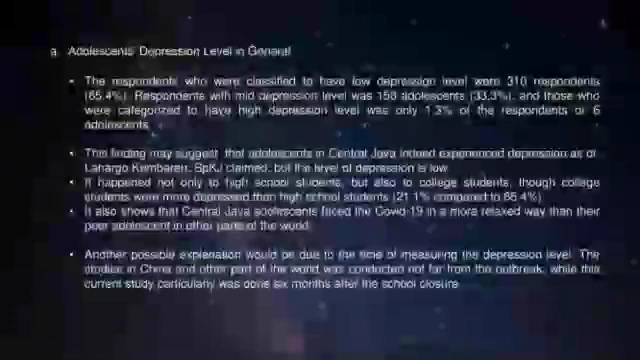 a. Adolescents' Depression Level in General
• The respondents who were classified to have low depression level were 310 respondents
(65.4%). Respondents with mid depression level was 158 adolescents (33.3%), and those who
were categorized to have high depression level was only 1.3% of the respondents or 6
adolescents.
• This finding may suggest that adolescents in Central Java indeed experienced depression as dr
Lahargo Kembaren, SpKJ claimed, but the level of depression is low
• It happened not only to high school students, but also to college students, though college
students were more depressed than high school students (21.1% compared to 65.4%)
• It also shows that Central Java adolescents faced the Covid-19 in a more relaxed way than their
peer adolescent in other parts of the world
• Another possible explanation would be due to the time of measuring the depression level. The
studies in China and other part of the world was conducted not far from the outbreak, while this
current study particularly was done six months after the school closure